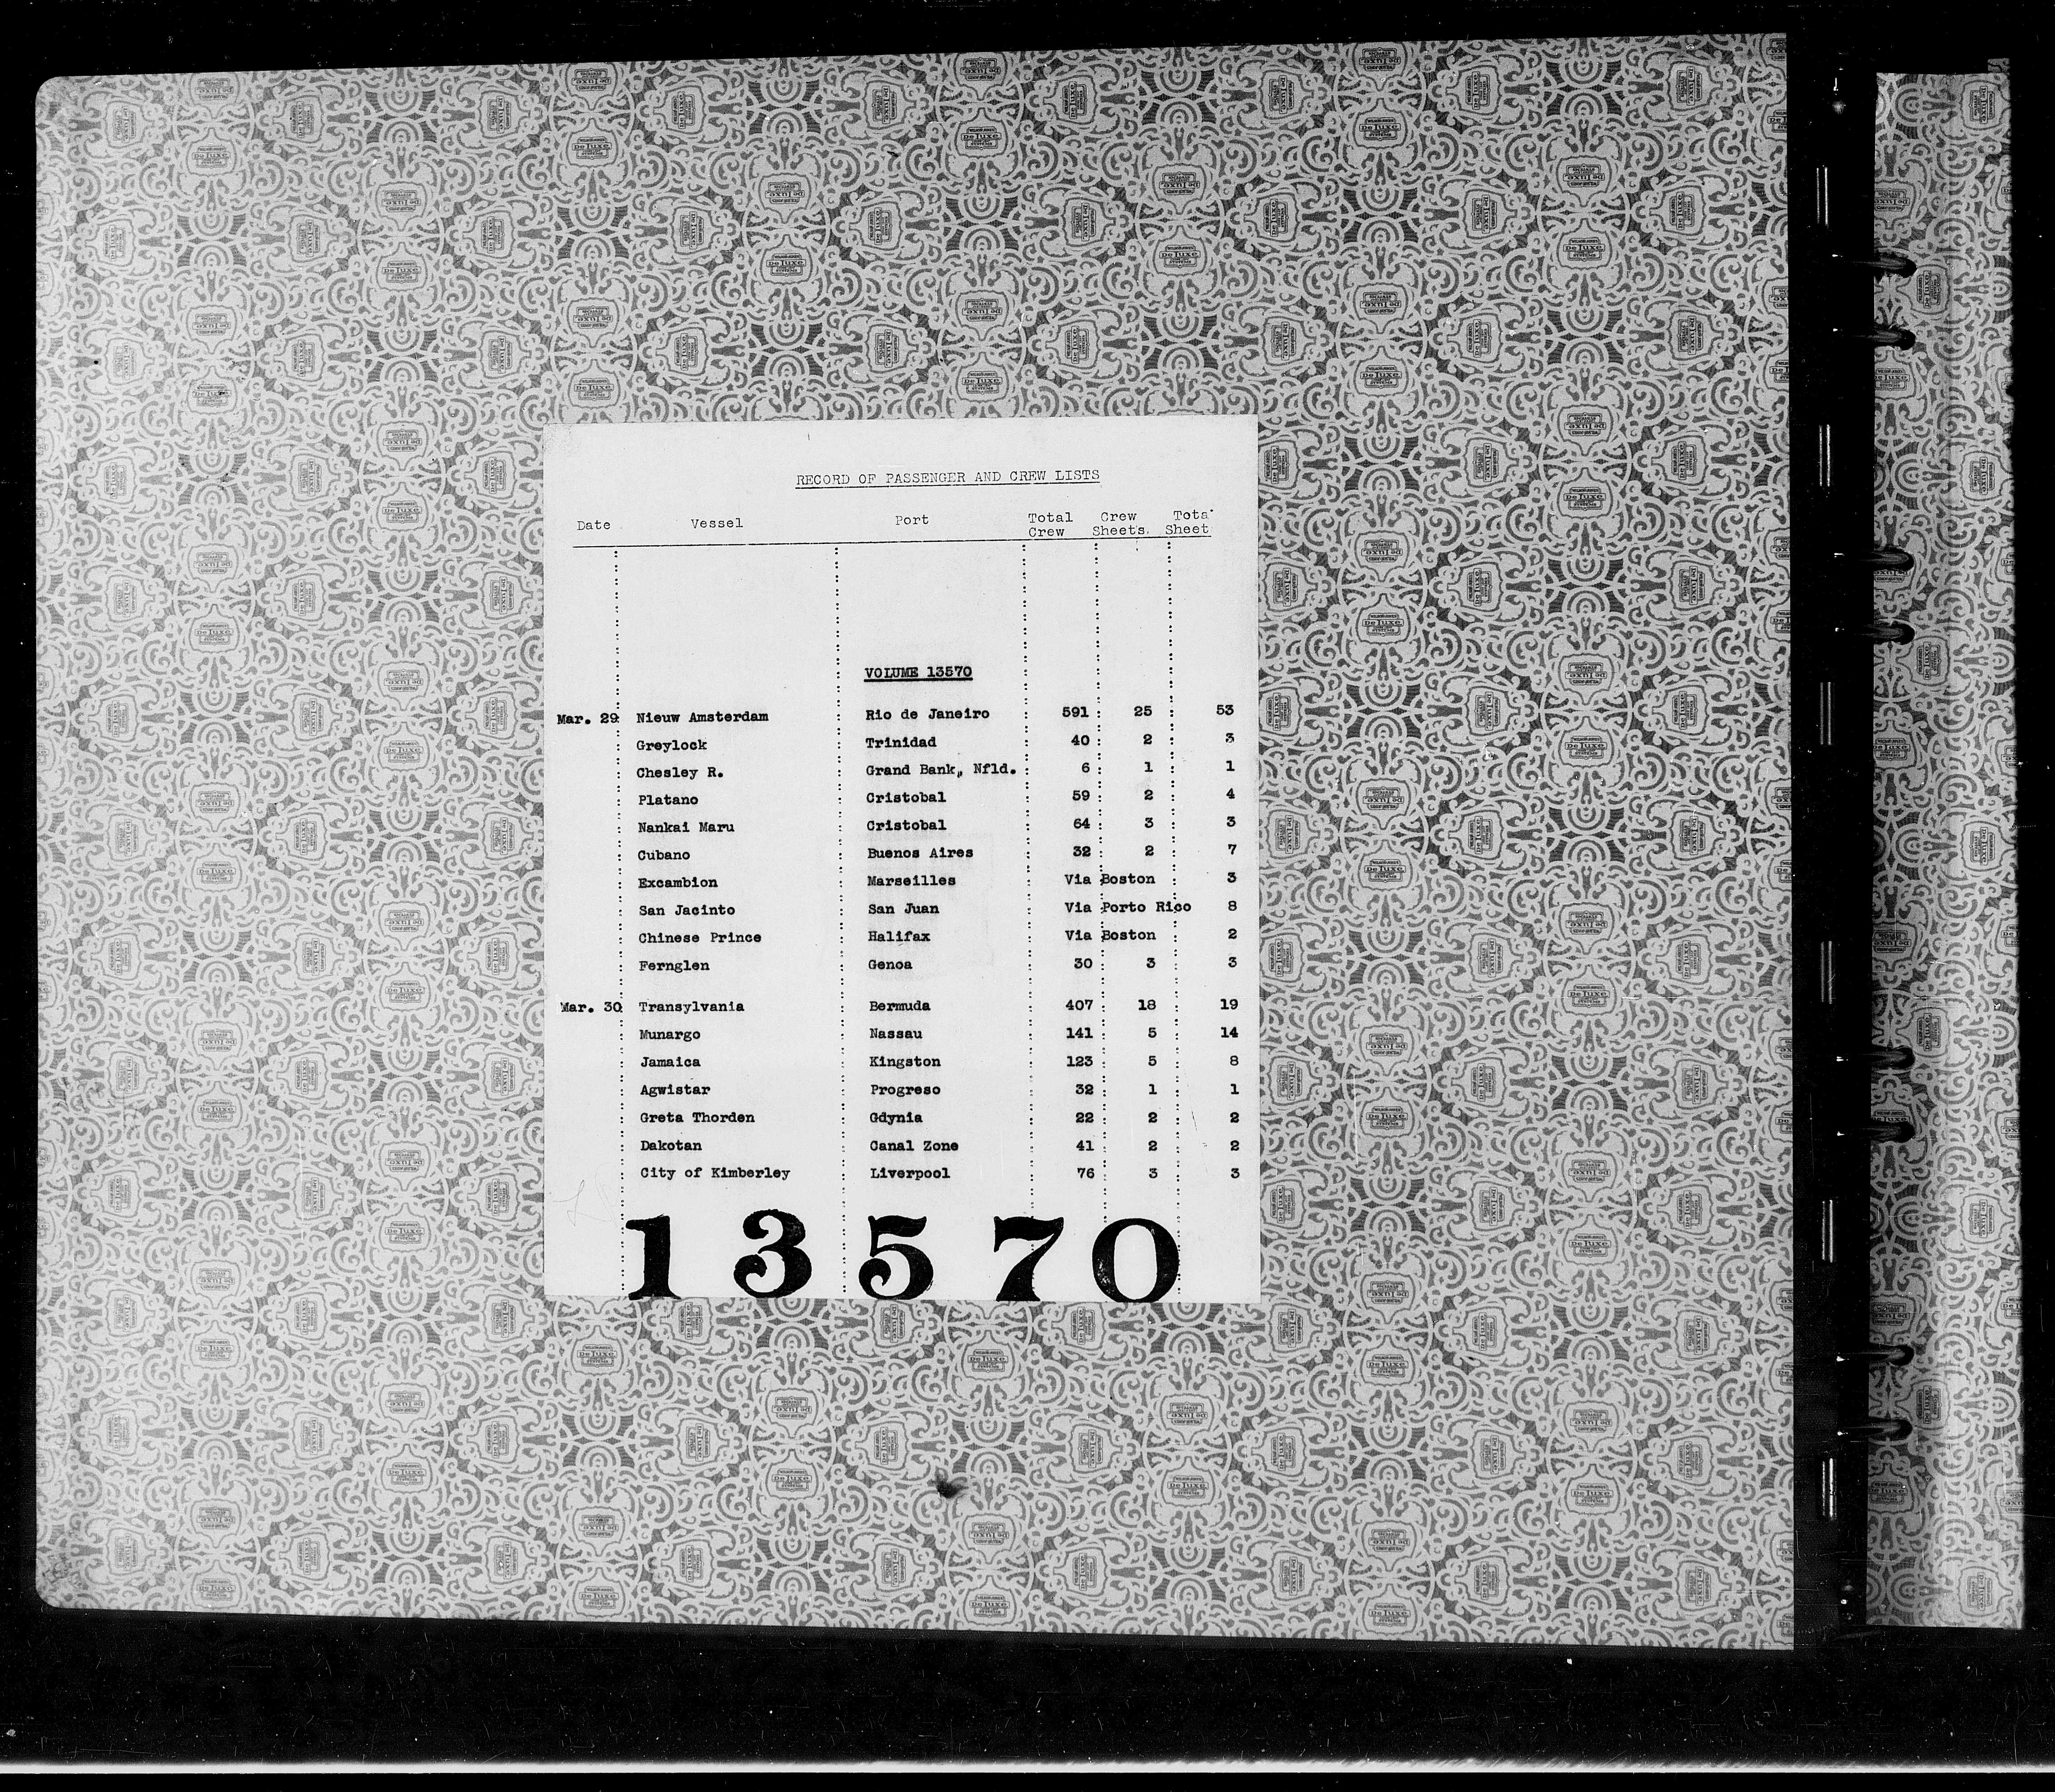 RECORD OF PASSENGER AND CREW LISTS
Date Vessel Port Total Crew Crew Sheets. Tota Sheet
VOLUME 13570
Mar. 29 Nieuw Amsterdam Rio de Janeiro 591 25 53
Greylock Trinidad 40 2 3
Chesley R. Grand Bank, Nfld. 6 1 1
Platano Cristobal 59 2 4
Nankai Maru Cristobal 64 3 3
Cubano Buenos Aires 32 2 7
Excambion Marseilles Via Boston 3
San Jacinto San Juan Via Porto Rico 8
Chinese Prince Halifax Via Boston 2
Fernglen Genoa 30 3 3
Mar. 30 Transylvania Bermuda 407 18 19
Munargo Nassau 141 5 14
Jamaica Kingston 123 5 8
Agwistar Progreso 32 1 1
Greta Thorden Gdynia 22 2 2
Dakotan Canal Zone 41 2 2
City of Kimberley Liverpool 76 3 3
13570